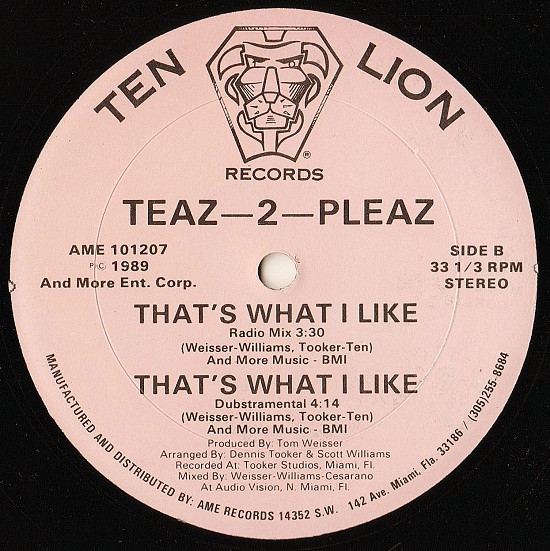 TEN LION
RECORDS
®
TEAZ—2—PLEAZ
AME 101207
℗© 1989
And More Ent. Corp.
SIDE B
33 1/3 RPM
STEREO
THAT'S WHAT I LIKE
Radio Mix 3:30
(Weisser-Williams, Tooker-Ten)
And More Music - BMI
THAT'S WHAT I LIKE
Dubstramental 4:14
(Weisser-Williams, Tooker-Ten)
And More Music - BMI
Produced By: Tom Weisser
Arranged By: Dennis Tooker & Scott Williams
Recorded At: Tooker Studios, Miami, Fl.
Mixed By: Weisser-Williams-Cesarano
At Audio Vision, N. Miami, Fl.
MANUFACTURED AND DISTRIBUTED BY: AME RECORDS 14352 S.W. 142 Ave. Miami, Fla. 33186 / (305)255-8684